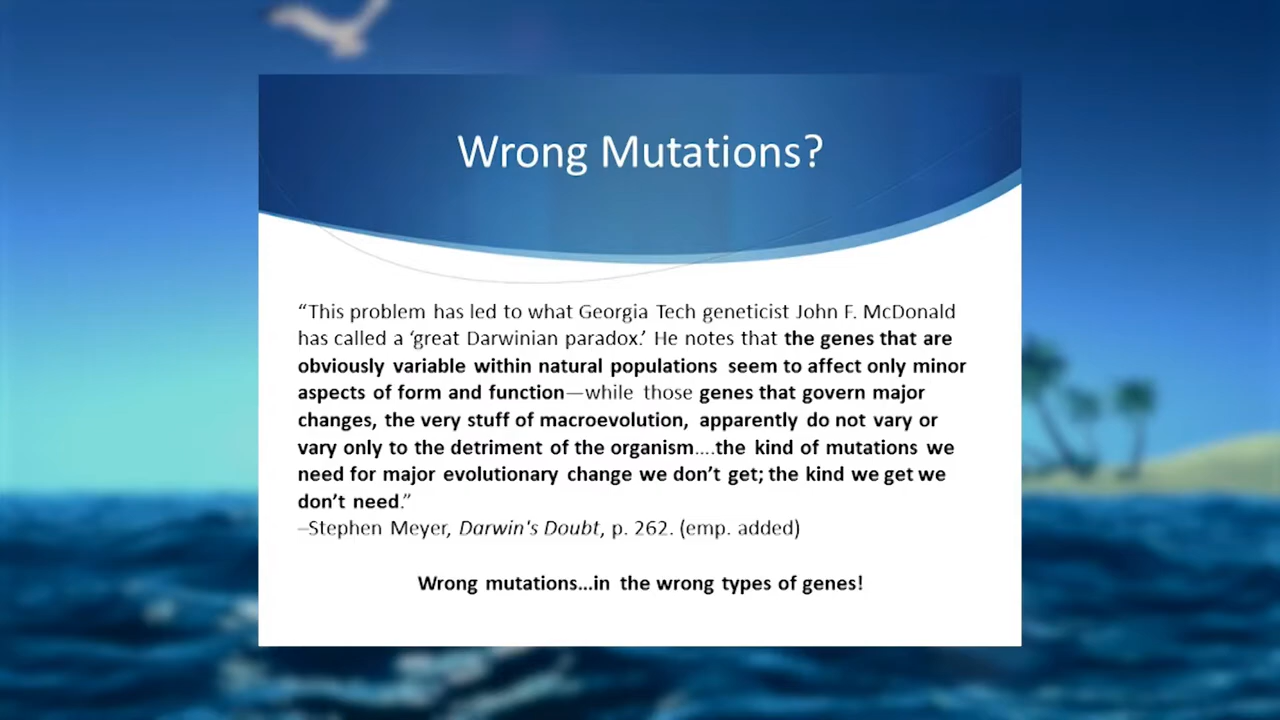 Wrong Mutations?
“This problem has led to what Georgia Tech geneticist John F. McDonald
has called a ‘great Darwinian paradox.’ He notes that the genes that are
obviously variable within natural populations seem to affect only minor
aspects of form and function—while those genes that govern major
changes, the very stuff of macroevolution, apparently do not vary or
vary only to the detriment of the organism....the kind of mutations we
need for major evolutionary change we don’t get; the kind we get we
don’t need.”
–Stephen Meyer, Darwin's Doubt, p. 262. (emp. added)
Wrong mutations...in the wrong types of genes!